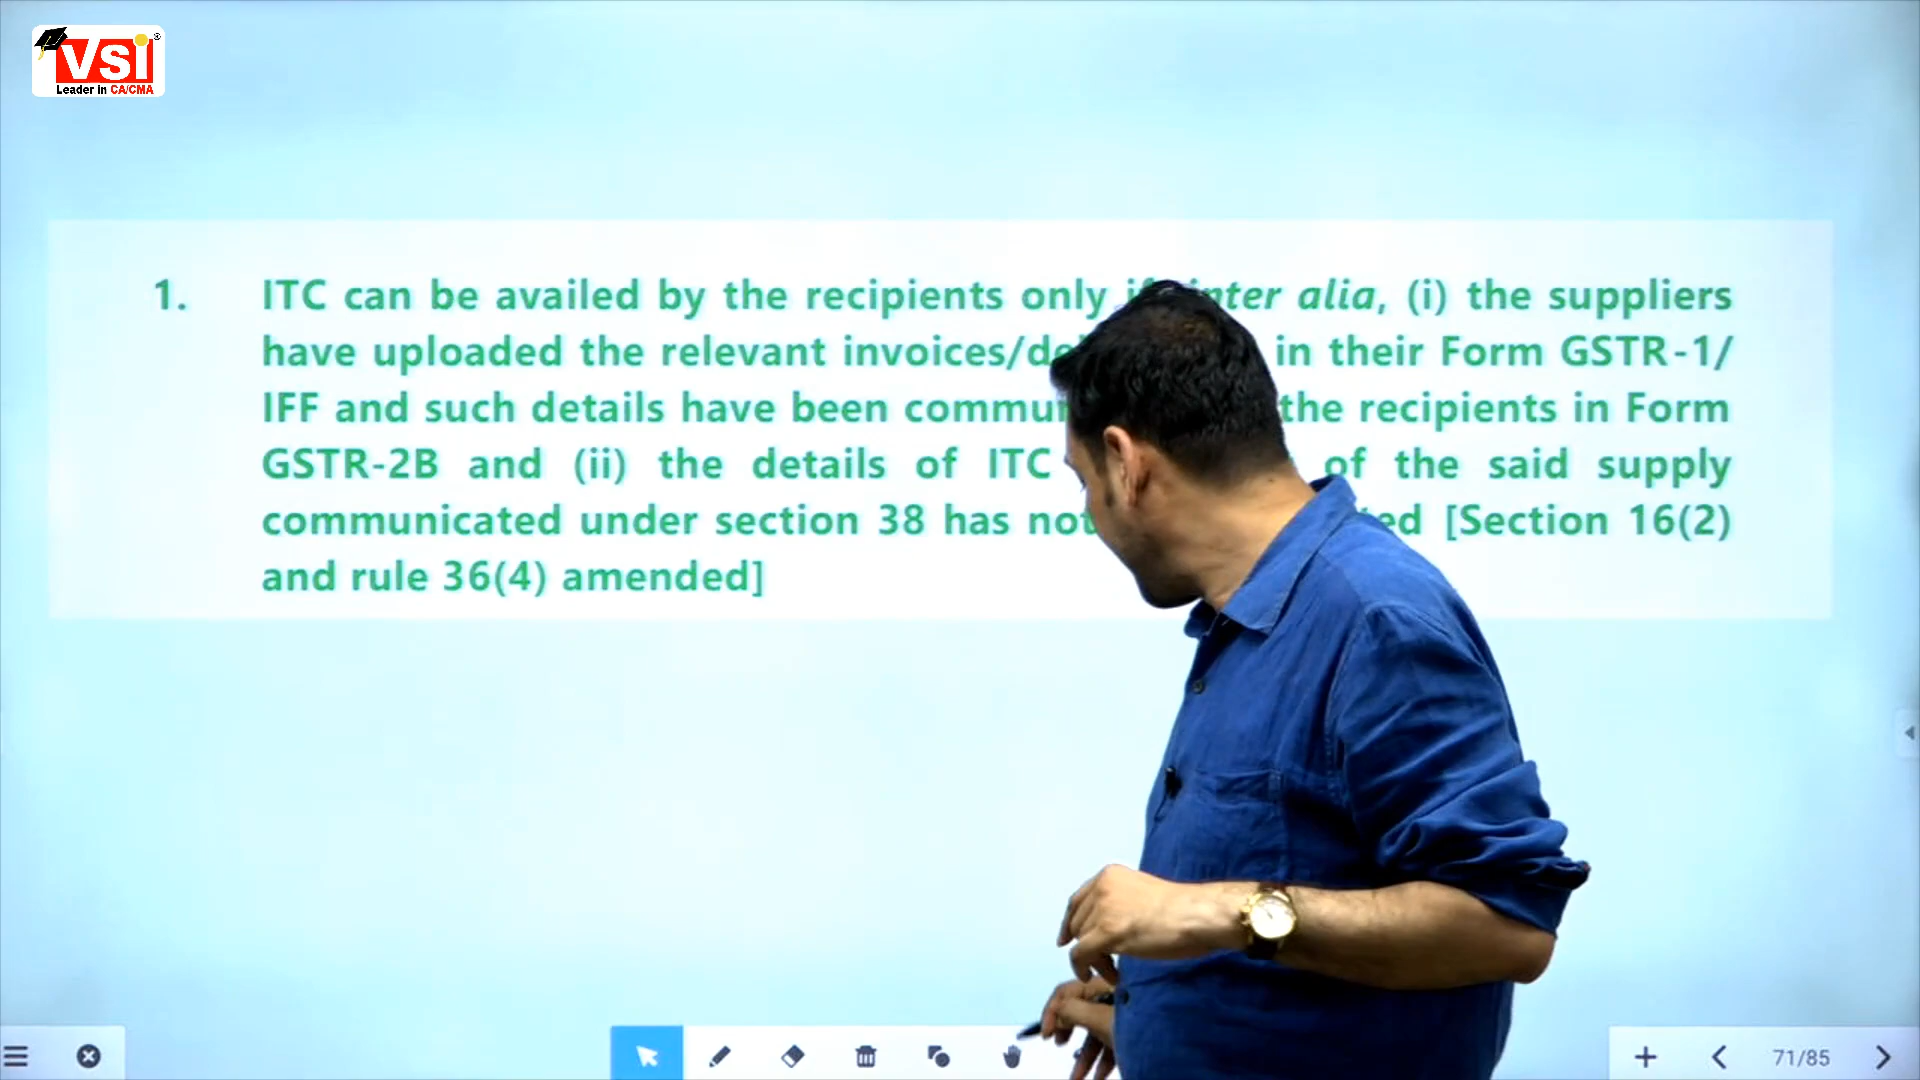 VSI®
Leader in CA/CMA
1. ITC can be availed by the recipients only if, inter alia, (i) the suppliers
have uploaded the relevant invoices/ in their Form GSTR-1/
IFF and such details have been the recipients in Form
GSTR-2B and (ii) the details of ITC of the said supply
communicated under section 38 has not [Section 16(2)
and rule 36(4) amended]
71/85